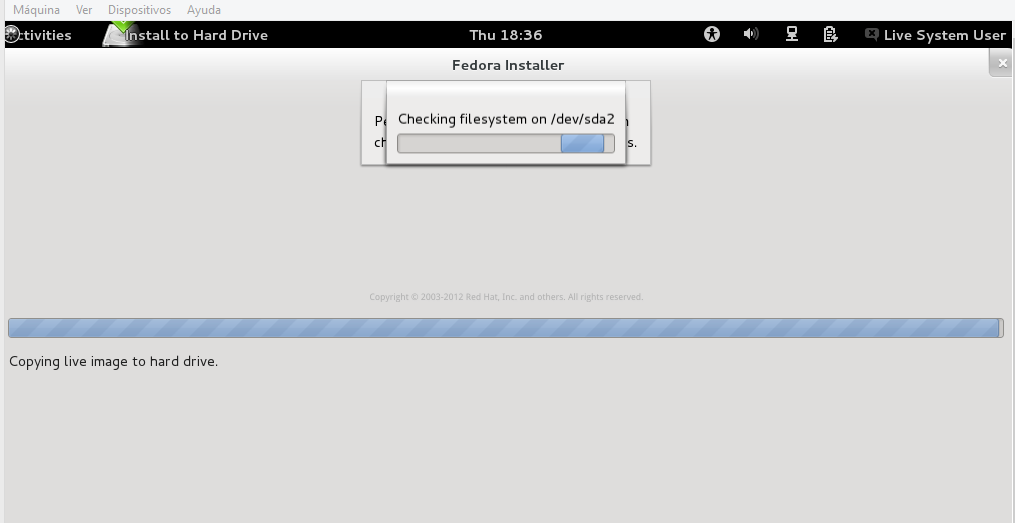 Máquina Ver Dispositivos Ayuda
ctivities Install to Hard Drive Thu 18:36 Live System User
Fedora Installer
Checking filesystem on /dev/sda2
Copyright © 2003-2012 Red Hat, Inc. and others. All rights reserved.
Copying live image to hard drive.